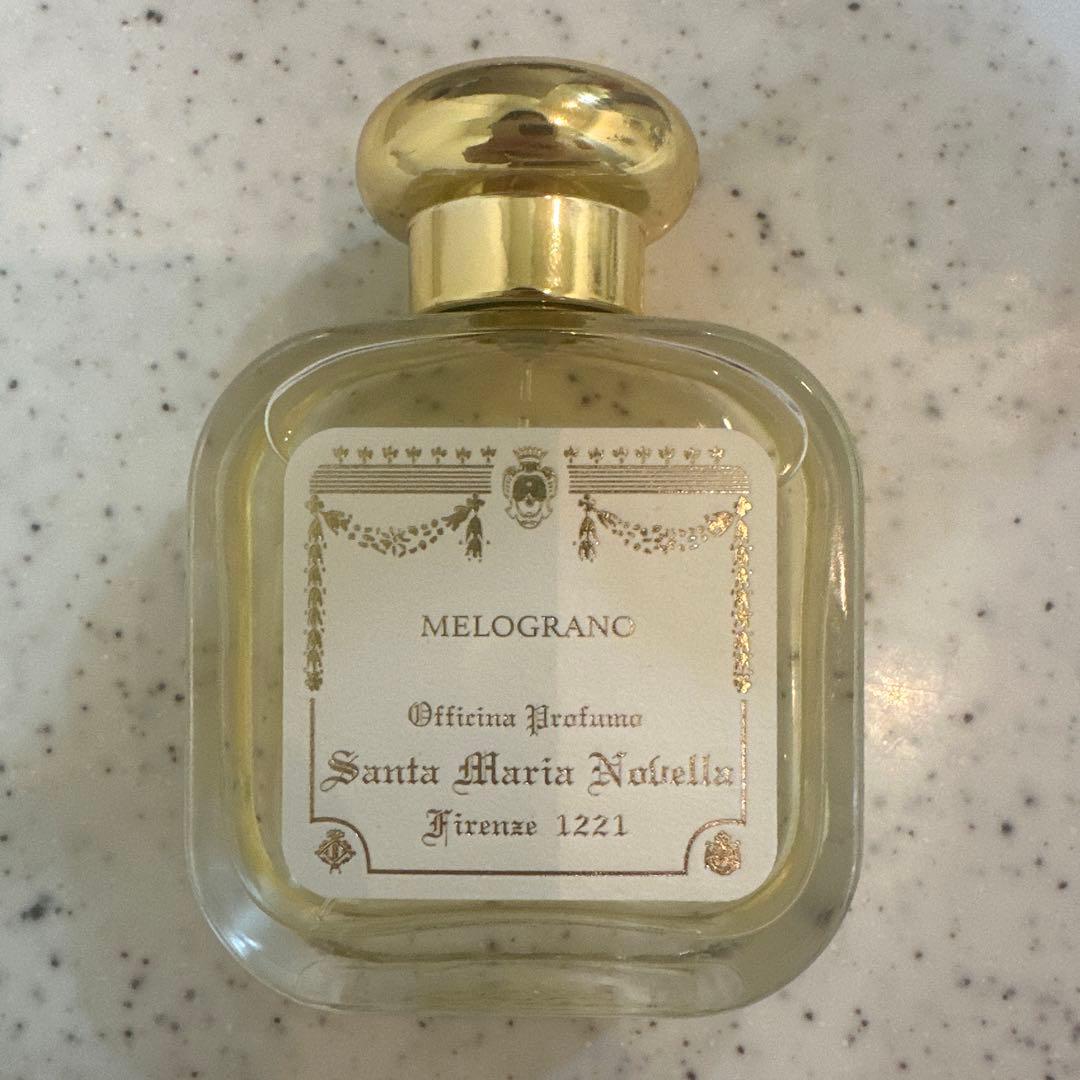 MELOGRANO
Officina Profumo
Santa Maria Novella
Firenze 1221